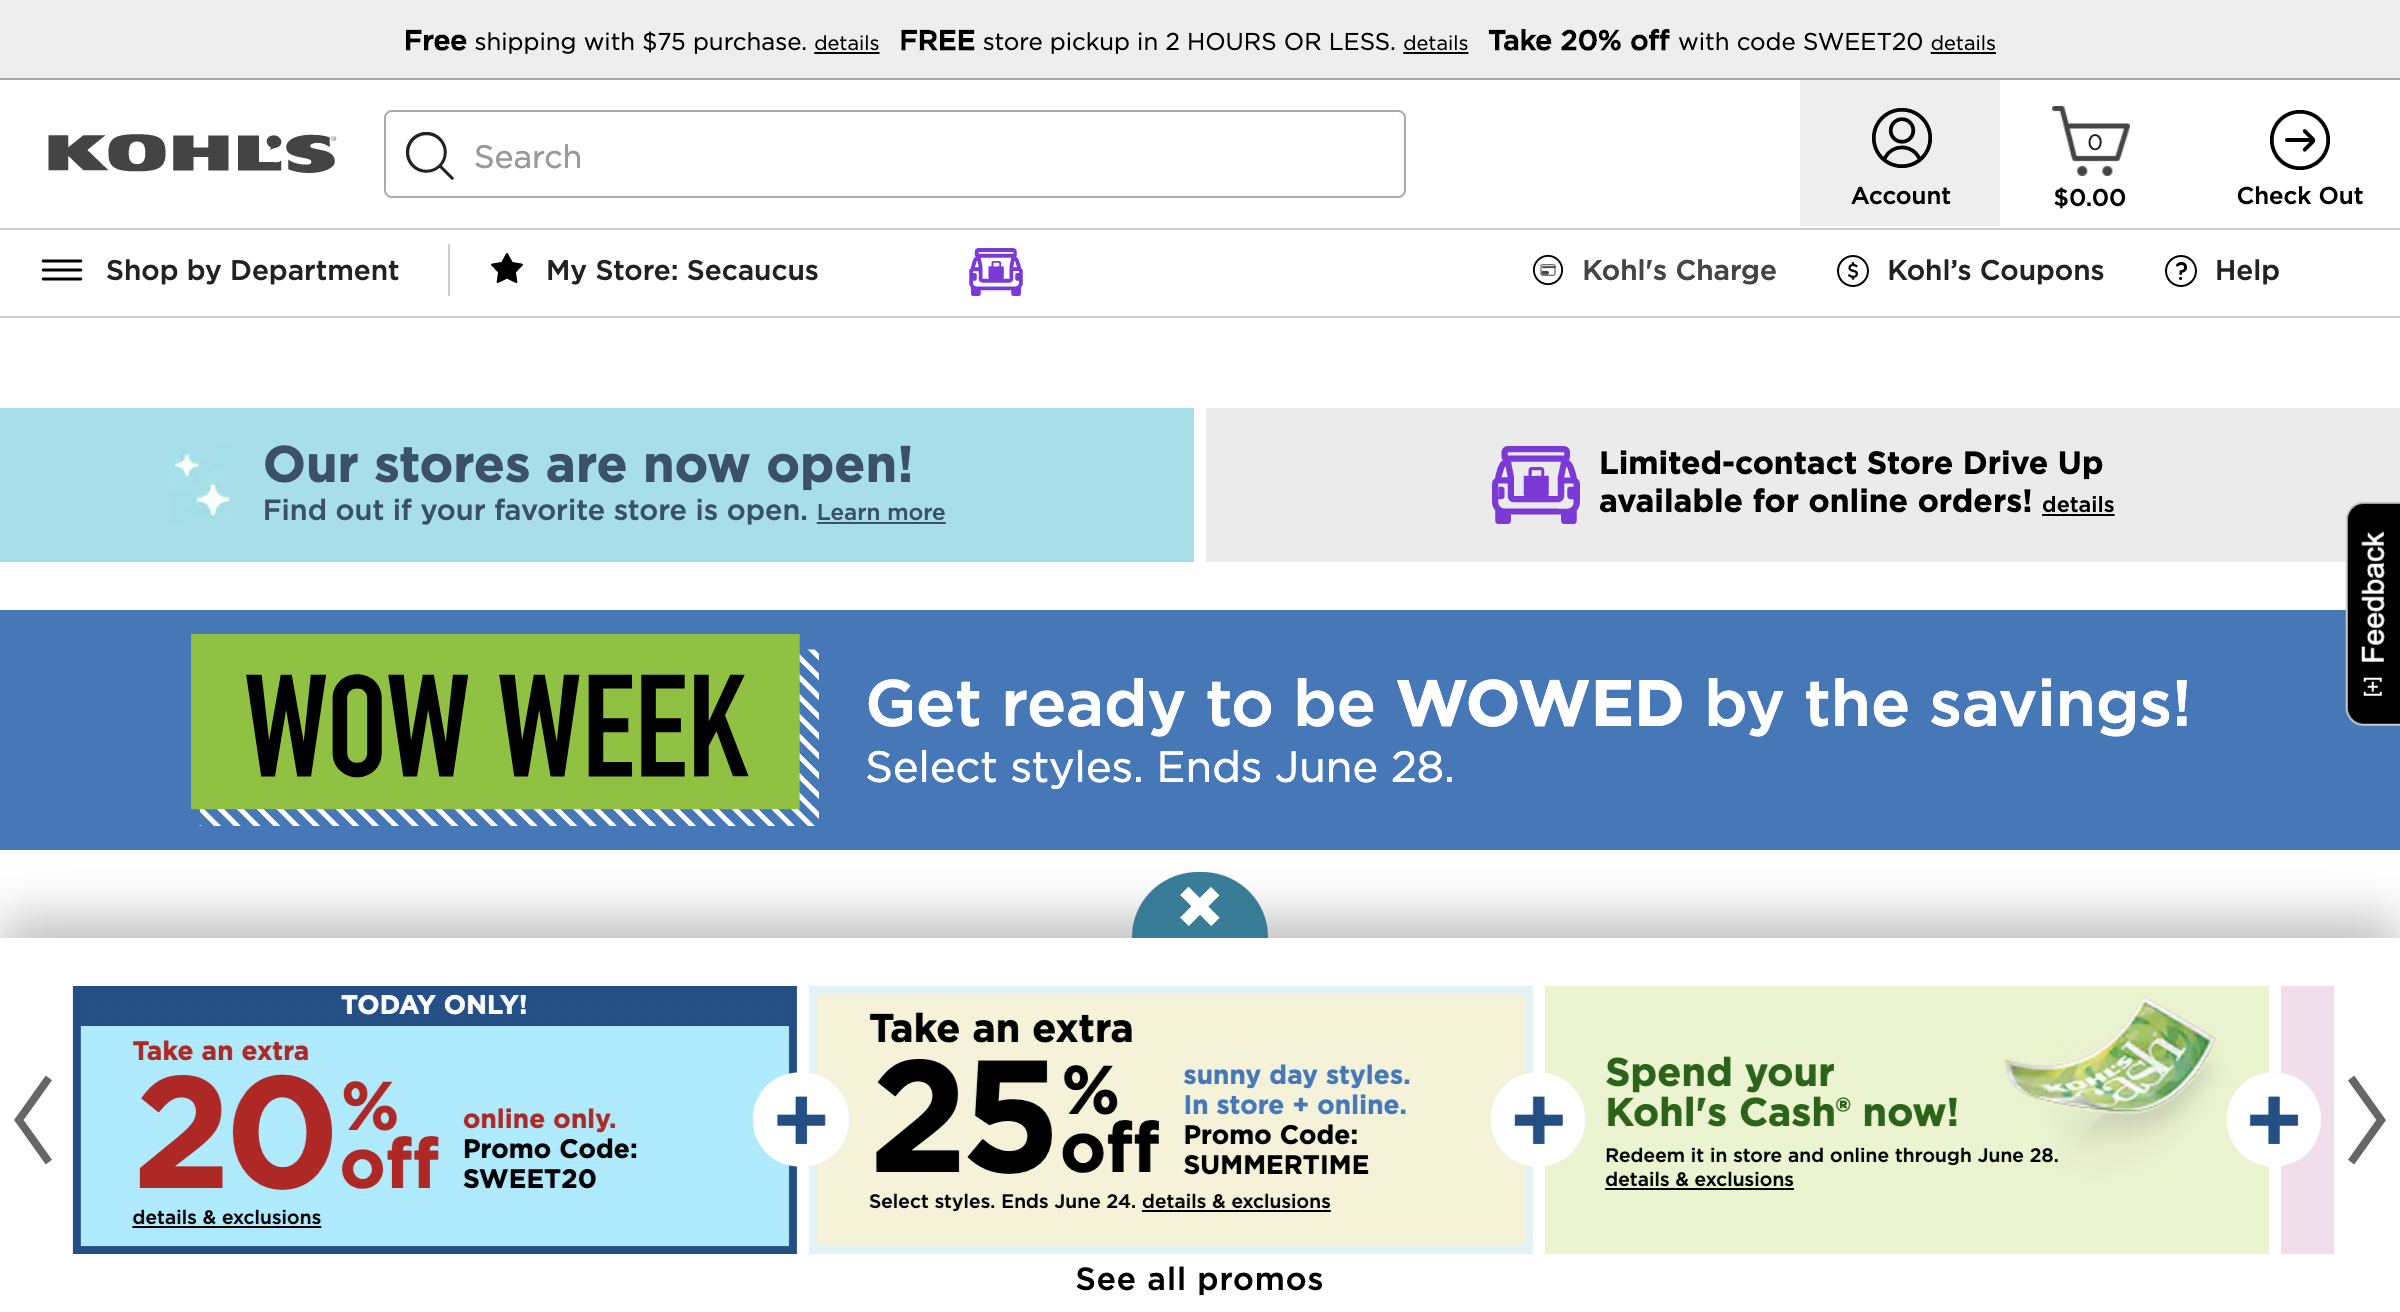 Free shipping with $75 purchase. details FREE store pickup in 2 HOURS OR LESS. details Take 20% off with code SWEET20 details
KOHL'S
Search
Account
0
$0.00
Check Out
Shop by Department
My Store: Secaucus
Kohl's Charge
$
Kohl’s Coupons
?
Help
Our stores are now open!
Find out if your favorite store is open. Learn more
Limited-contact Store Drive Up
available for online orders! details
[+] Feedback
WOW WEEK
Get ready to be WOWED by the savings!
Select styles. Ends June 28.
TODAY ONLY!
Take an extra
20% off
online only.
Promo Code:
SWEET20
details & exclusions
+
Take an extra
25% off
sunny day styles.
In store + online.
Promo Code:
SUMMERTIME
Select styles. Ends June 24. details & exclusions
+
Spend your
Kohl's Cash® now!
Redeem it in store and online through June 28.
details & exclusions
KOHL'S
Cash
+
See all promos